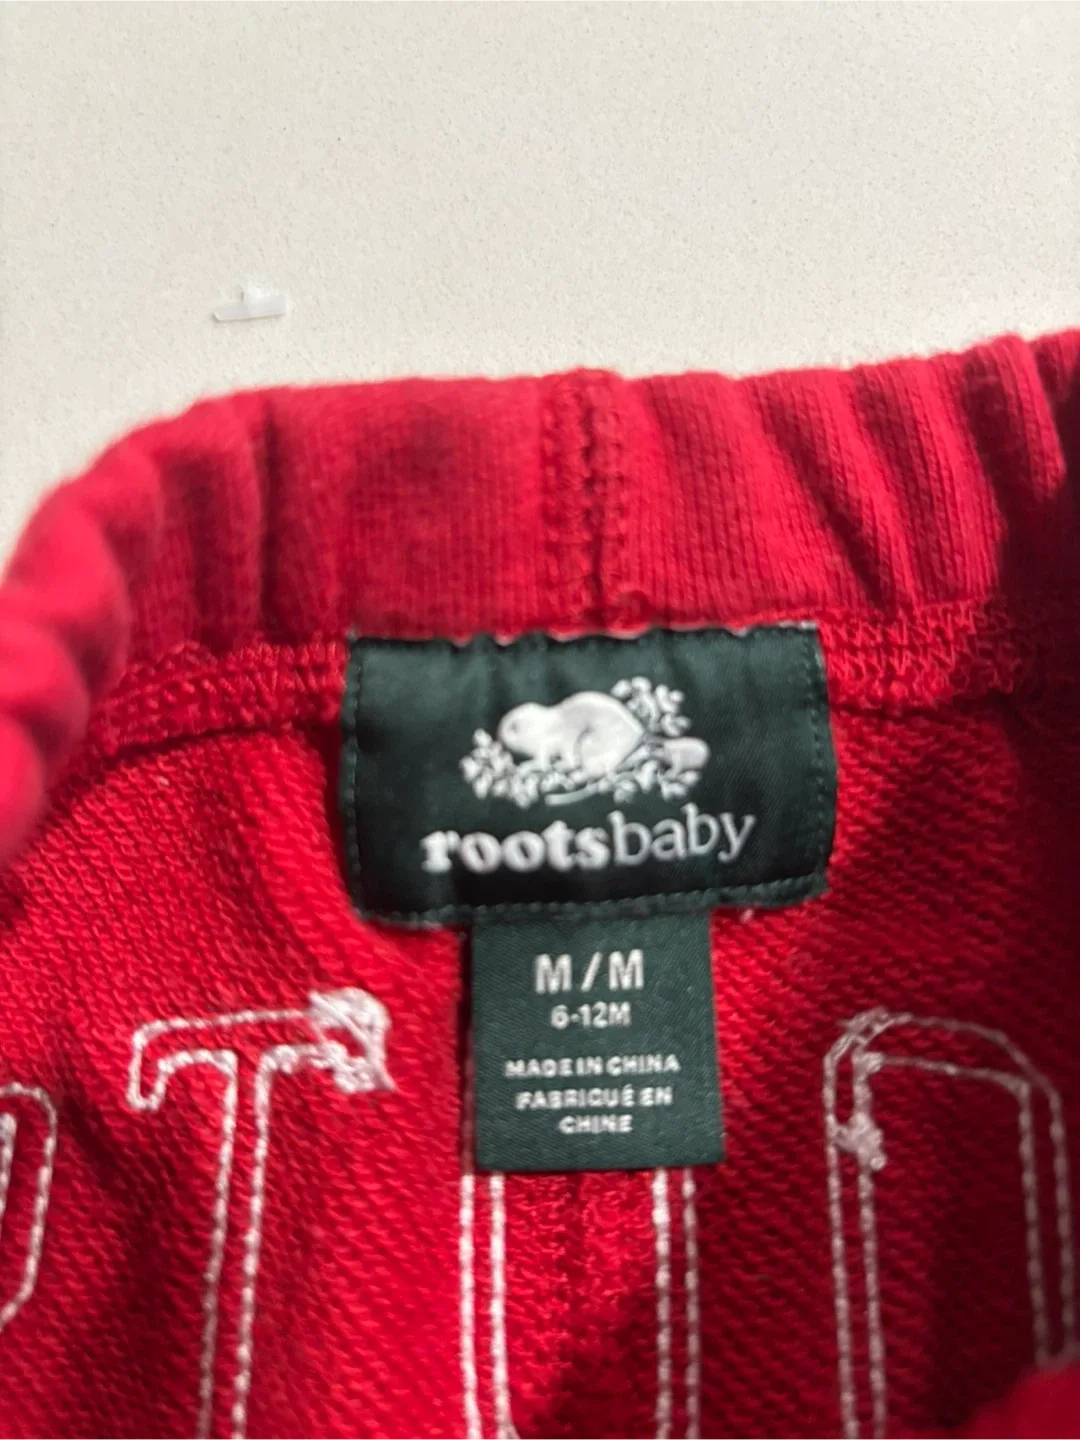 rootsbaby
M/M
6-12M
MADE IN CHINA
FABRIQUÉ EN
CHINE